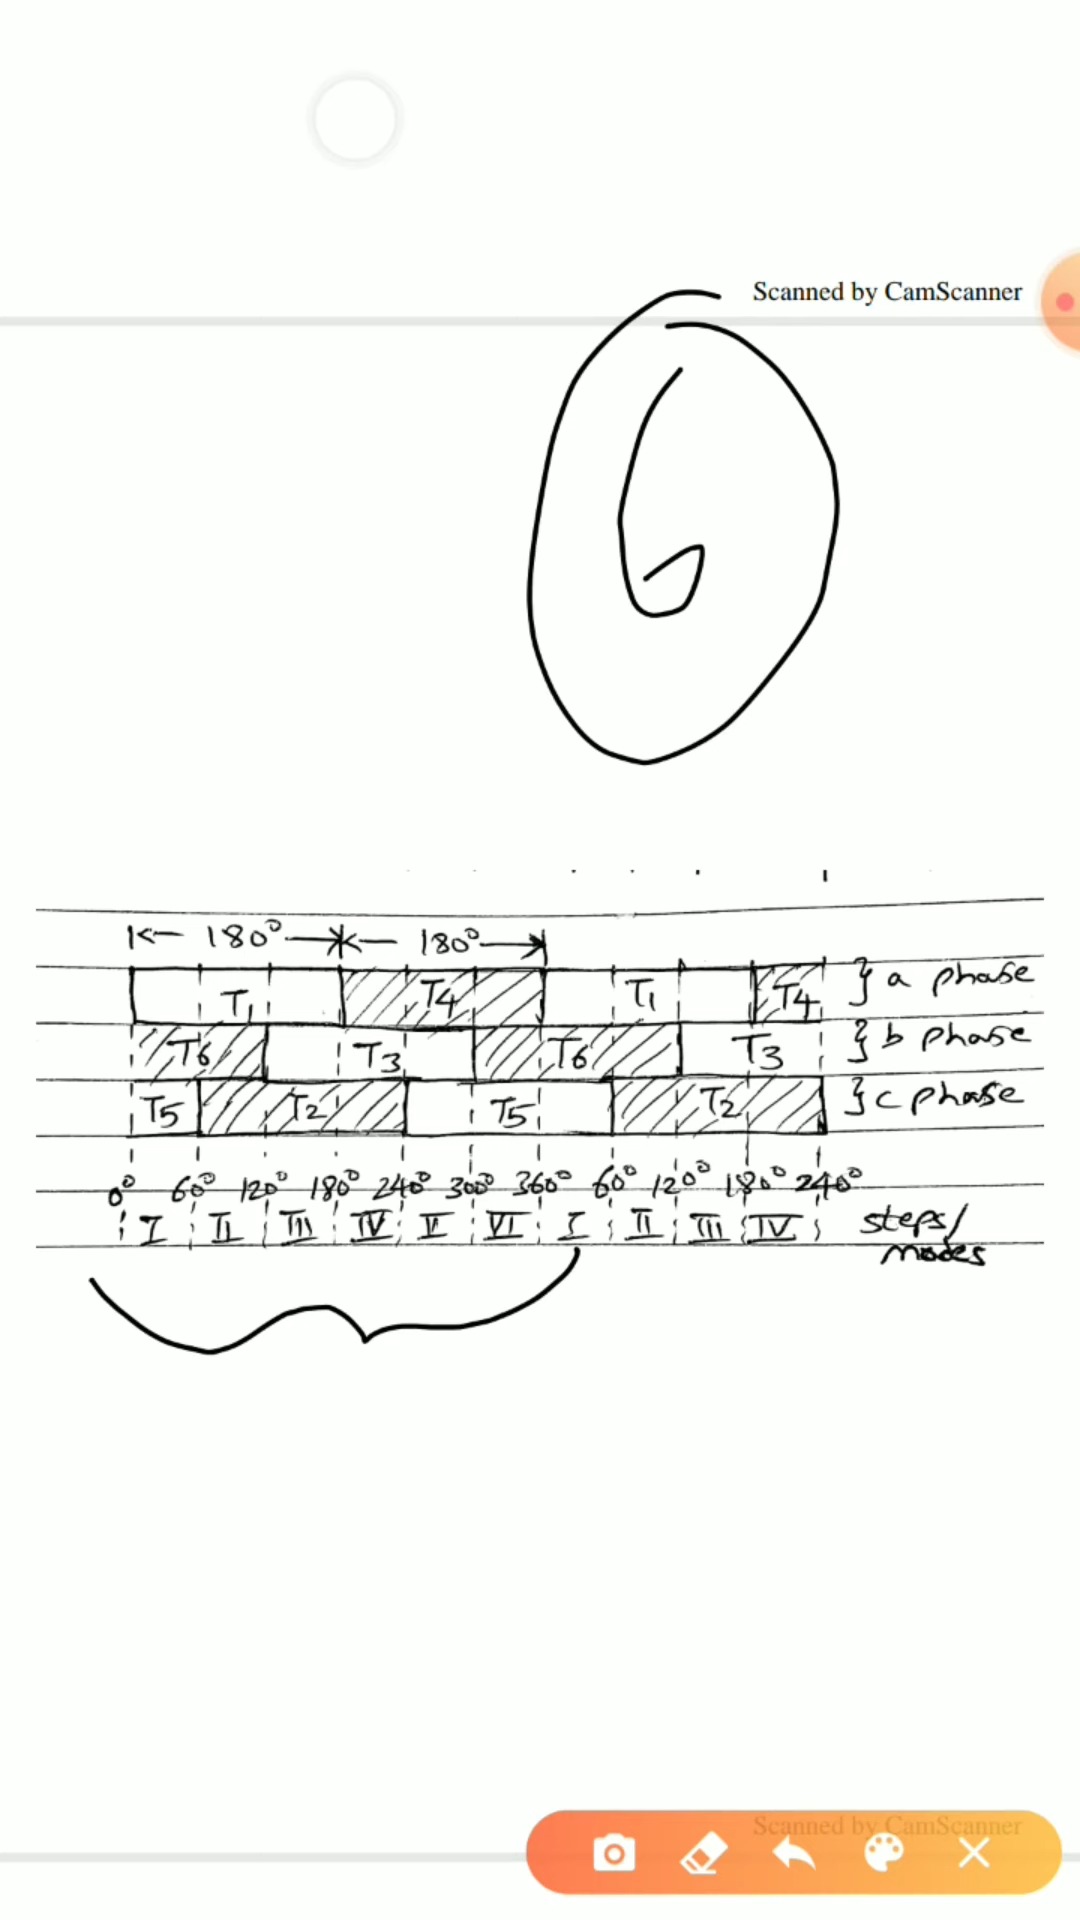 Scanned by CamScanner
6
180° 180°
T1 T4 T1 T4 } a phase
T6 T3 T6 T3 } b phase
T5 T2 T5 T2 } c phase
0° 60° 120° 180° 240° 300° 360° 60° 120° 180° 240°
I II III IV V VI I II III IV steps/
modes
Scanned by CamScanner